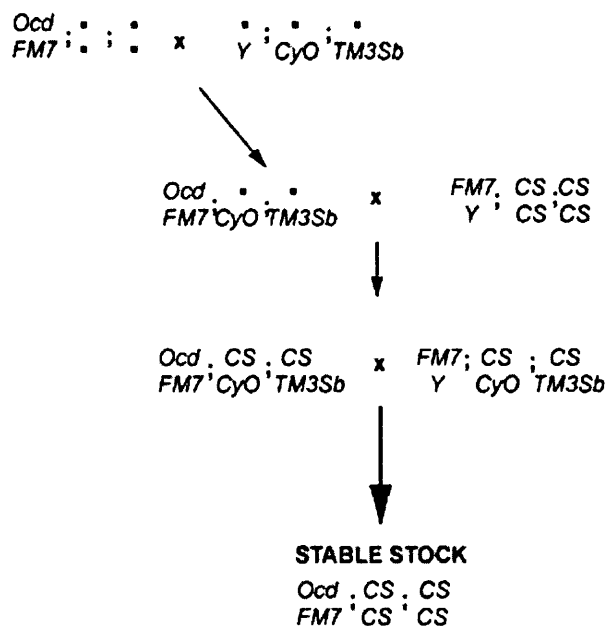 Ocd ; ▪ ; ▪ x ▪ ; ▪ ; ▪
FM7 ▪ ▪ Y CyO TM3Sb
Ocd ; ▪ ; ▪ x FM7 ; CS ; CS
FM7 CyO TM3Sb Y CS CS
Ocd ; CS ; CS x FM7 ; CS ; CS
FM7 CyO TM3Sb Y CyO TM3Sb
STABLE STOCK
Ocd ; CS ; CS
FM7 CS CS